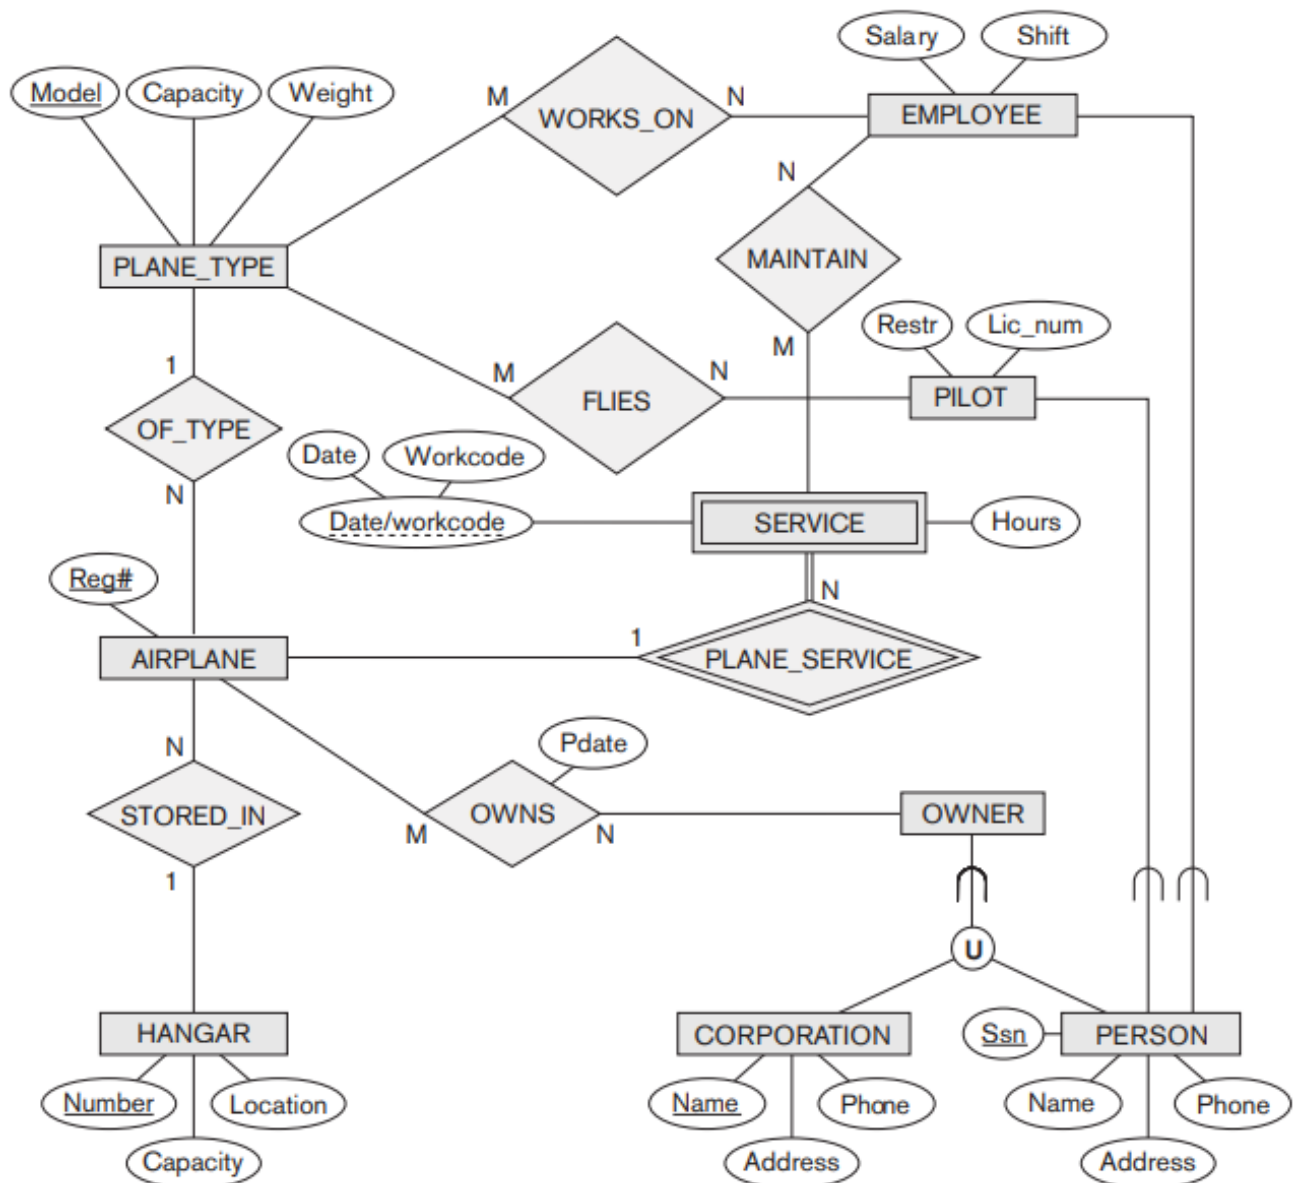 Salary
Shift
Model
Capacity
Weight
M
WORKS_ON
N
EMPLOYEE
N
MAINTAIN
M
PLANE_TYPE
1
OF_TYPE
N
M
FLIES
N
Restr
Lic_num
PILOT
Date
Workcode
Date/workcode
SERVICE
Hours
N
Reg#
AIRPLANE
1
PLANE_SERVICE
N
STORED_IN
1
Pdate
M
OWNS
N
OWNER
U
HANGAR
Number
Location
Capacity
CORPORATION
Name
Phone
Address
Ssn
PERSON
Name
Phone
Address